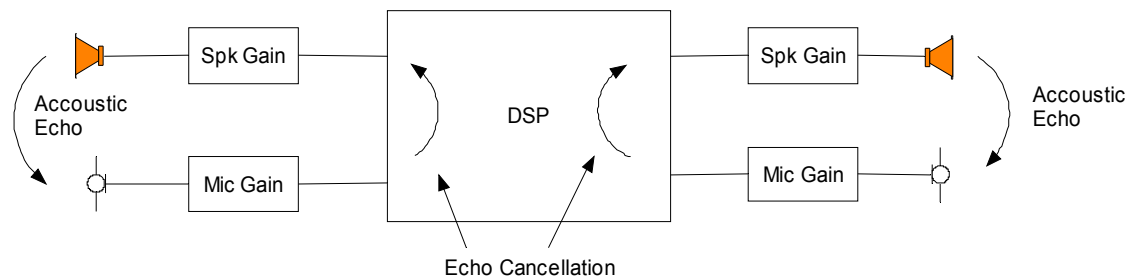 Spk Gain
Spk Gain
Accoustic
Echo
DSP
Accoustic
Echo
Mic Gain
Mic Gain
Echo Cancellation